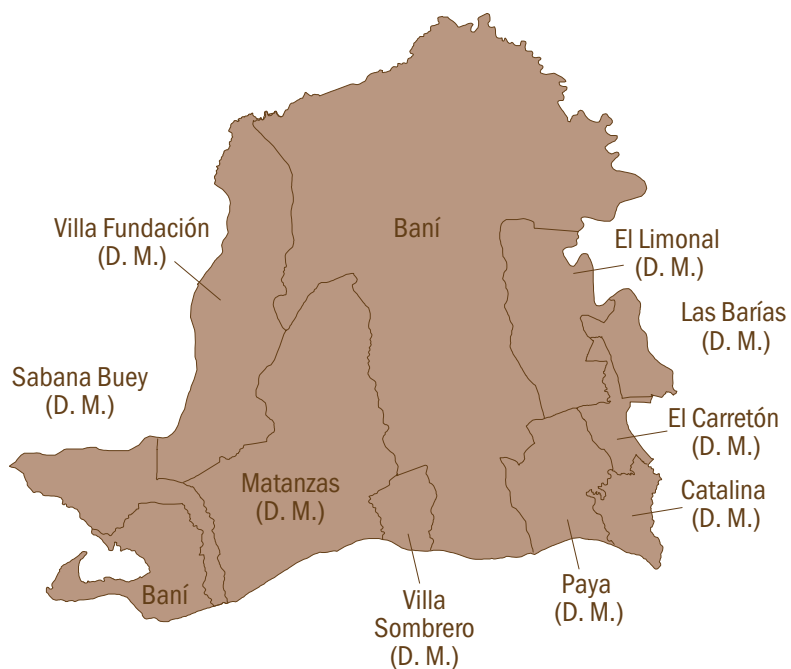 Villa Fundación
(D. M.)
Baní
El Limonal
(D. M.)
Las Barías
(D. M.)
Sabana Buey
(D. M.)
El Carretón
(D. M.)
Matanzas
(D. M.)
Catalina
(D. M.)
Baní
Villa
Sombrero
(D. M.)
Paya
(D. M.)